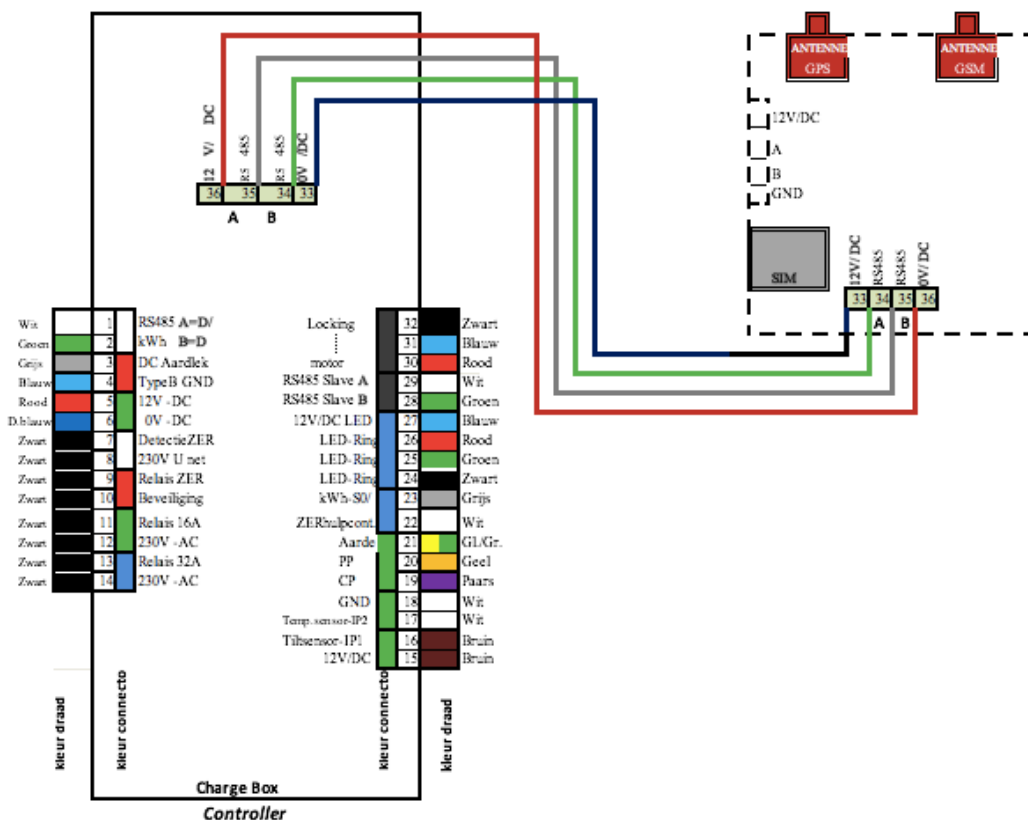 ANTENNE
GPS
ANTENNE
GSM
12V/DC
A
B
GND
SIM
12 V/ DC
RS 485
RS 485
0V /DC
36
35
34
33
A
B
12V/DC
RS485
RS485
0V/DC
33
34
35
36
A
B
Wit 1 RS485 A=D/
Groen 2 kWh B=D
Grijs 3 DC Aardlek
Blauw 4 TypeB GND
Rood 5 12V -DC
D.blauw 6 0V -DC
Zwart 7 DetectieZER
Zwart 8 230V U net
Zwart 9 Relais ZER
Zwart 10 Beveiliging
Zwart 11 Relais 16A
Zwart 12 230V -AC
Zwart 13 Relais 32A
Zwart 14 230V -AC
Locking 32 Zwart
31 Blauw
motor 30 Rood
RS485 Slave A 29 Wit
RS485 Slave B 28 Groen
12V/DC LED 27 Blauw
LED-Ring 26 Rood
LED-Ring 25 Groen
LED-Ring 24 Zwart
kWh-S0/ 23 Grijs
ZERhulpcont. 22 Wit
Aarde 21 Gl/Gr.
PP 20 Geel
CP 19 Paars
GND 18 Wit
Temp.sensor-IP2 17 Wit
Tiltsensor-IP1 16 Bruin
12V/DC 15 Bruin
kleur draad
kleur connecto
kleur connecto
kleur draad
Charge Box
Controller